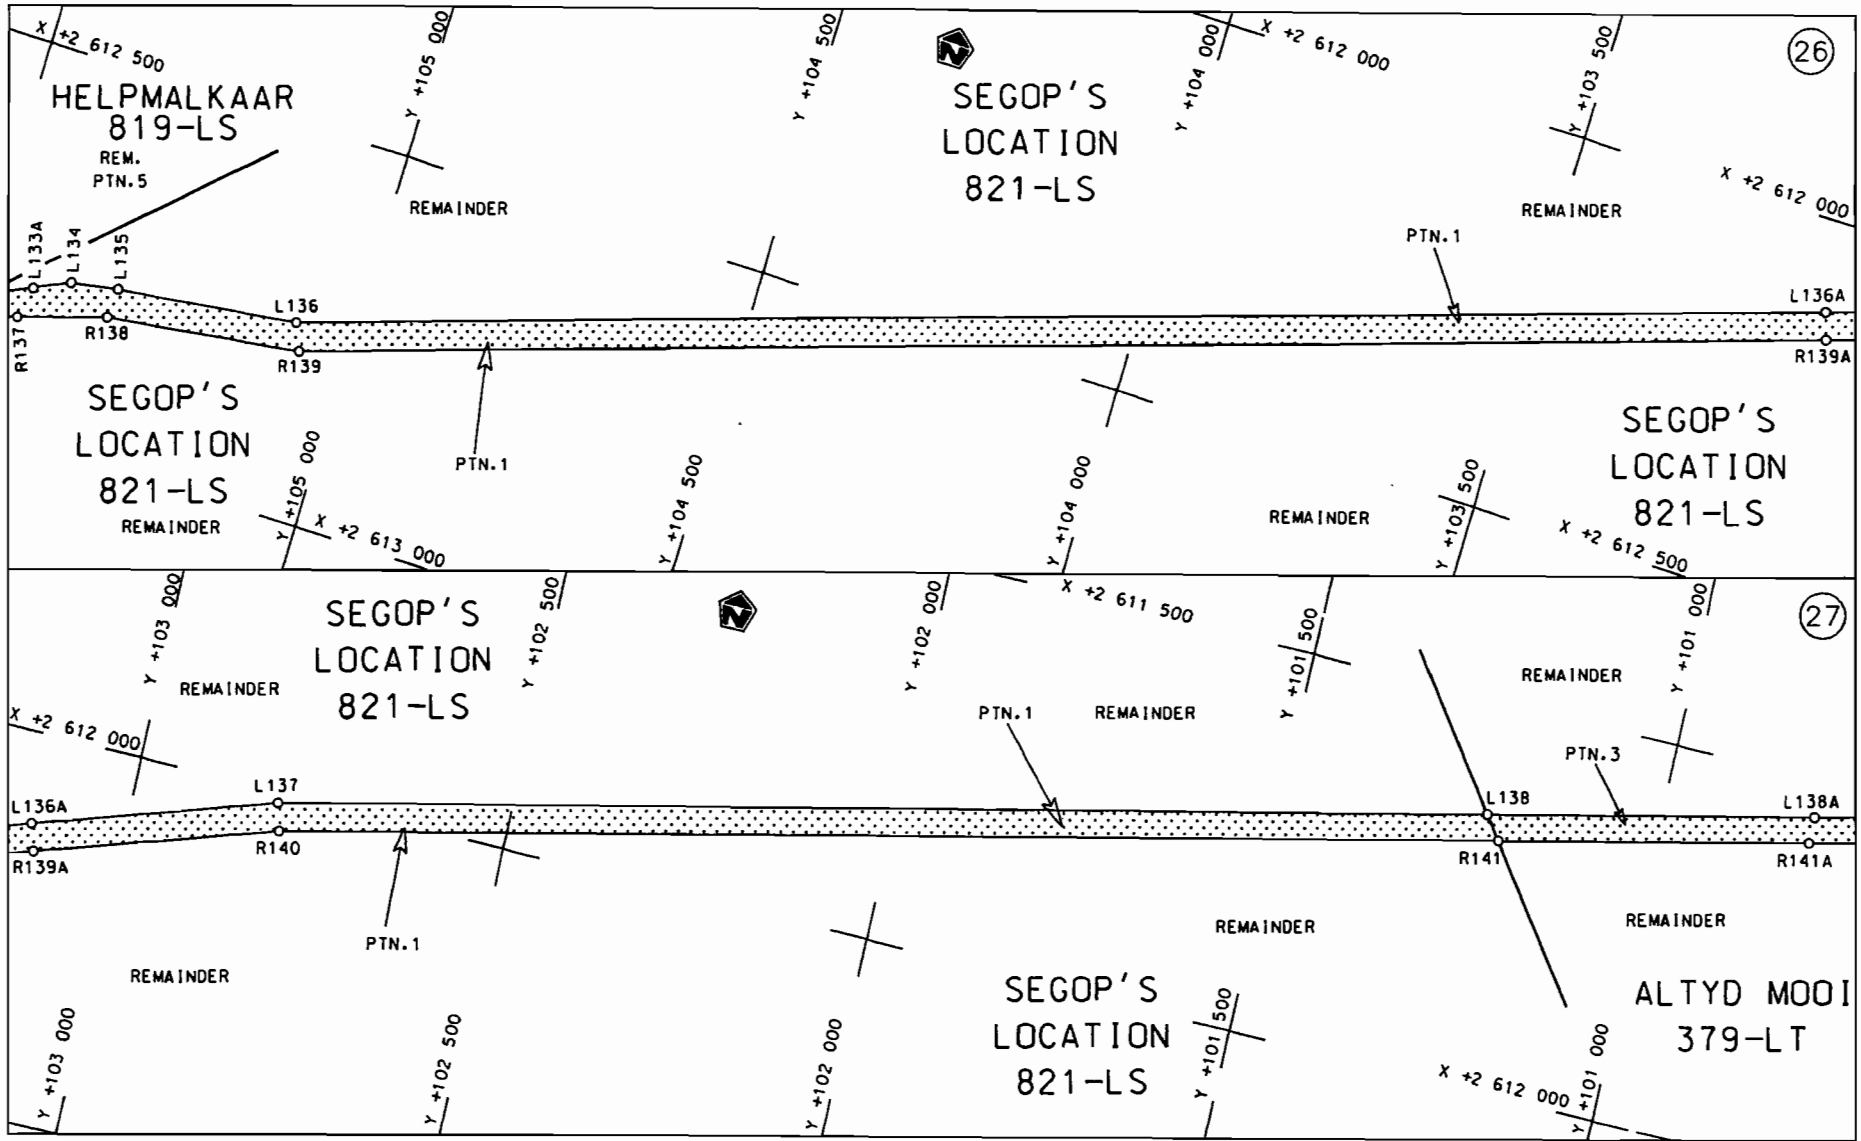 X +2 612 500
Y +105 000
Y +104 500
Y +104 000
X +2 612 000
Y +103 500
26
HELPMALKAAR
819-LS
REM.
PTN.5
SEGOP'S
LOCATION
821-LS
REMAINDER
REMAINDER
X +2 612 000
PTN.1
L133A
L134
L135
L136
L136A
R137
R138
R139
R139A
SEGOP'S
LOCATION
821-LS
REMAINDER
PTN.1
Y +105 000
X +2 613 000
Y +104 500
Y +104 000
REMAINDER
Y +103 500
X +2 612 500
SEGOP'S
LOCATION
821-LS
Y +103 000
SEGOP'S
LOCATION
821-LS
Y +102 500
Y +102 000
X +2 611 500
Y +101 500
Y +101 000
27
REMAINDER
X +2 612 000
PTN.1
REMAINDER
REMAINDER
PTN.3
L136A
L137
L138
L138A
R139A
R140
R141
R141A
PTN.1
REMAINDER
REMAINDER
REMAINDER
SEGOP'S
LOCATION
821-LS
ALTYD MOOI
379-LT
Y +103 000
Y +102 500
Y +102 000
Y +101 500
X +2 612 000
Y +101 000